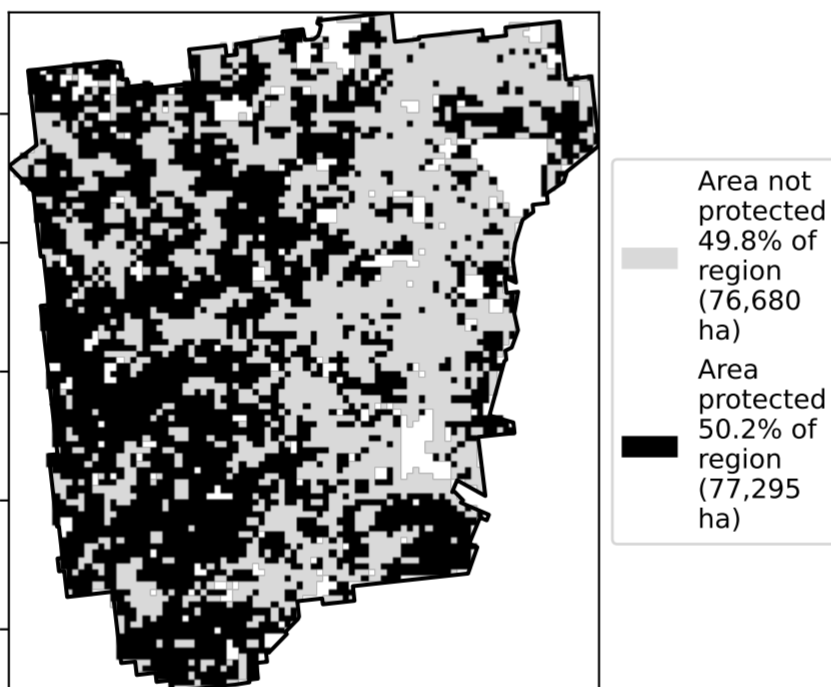 Area not
protected
49.8% of
region
(76,680
ha)
Area
protected
50.2% of
region
(77,295
ha)